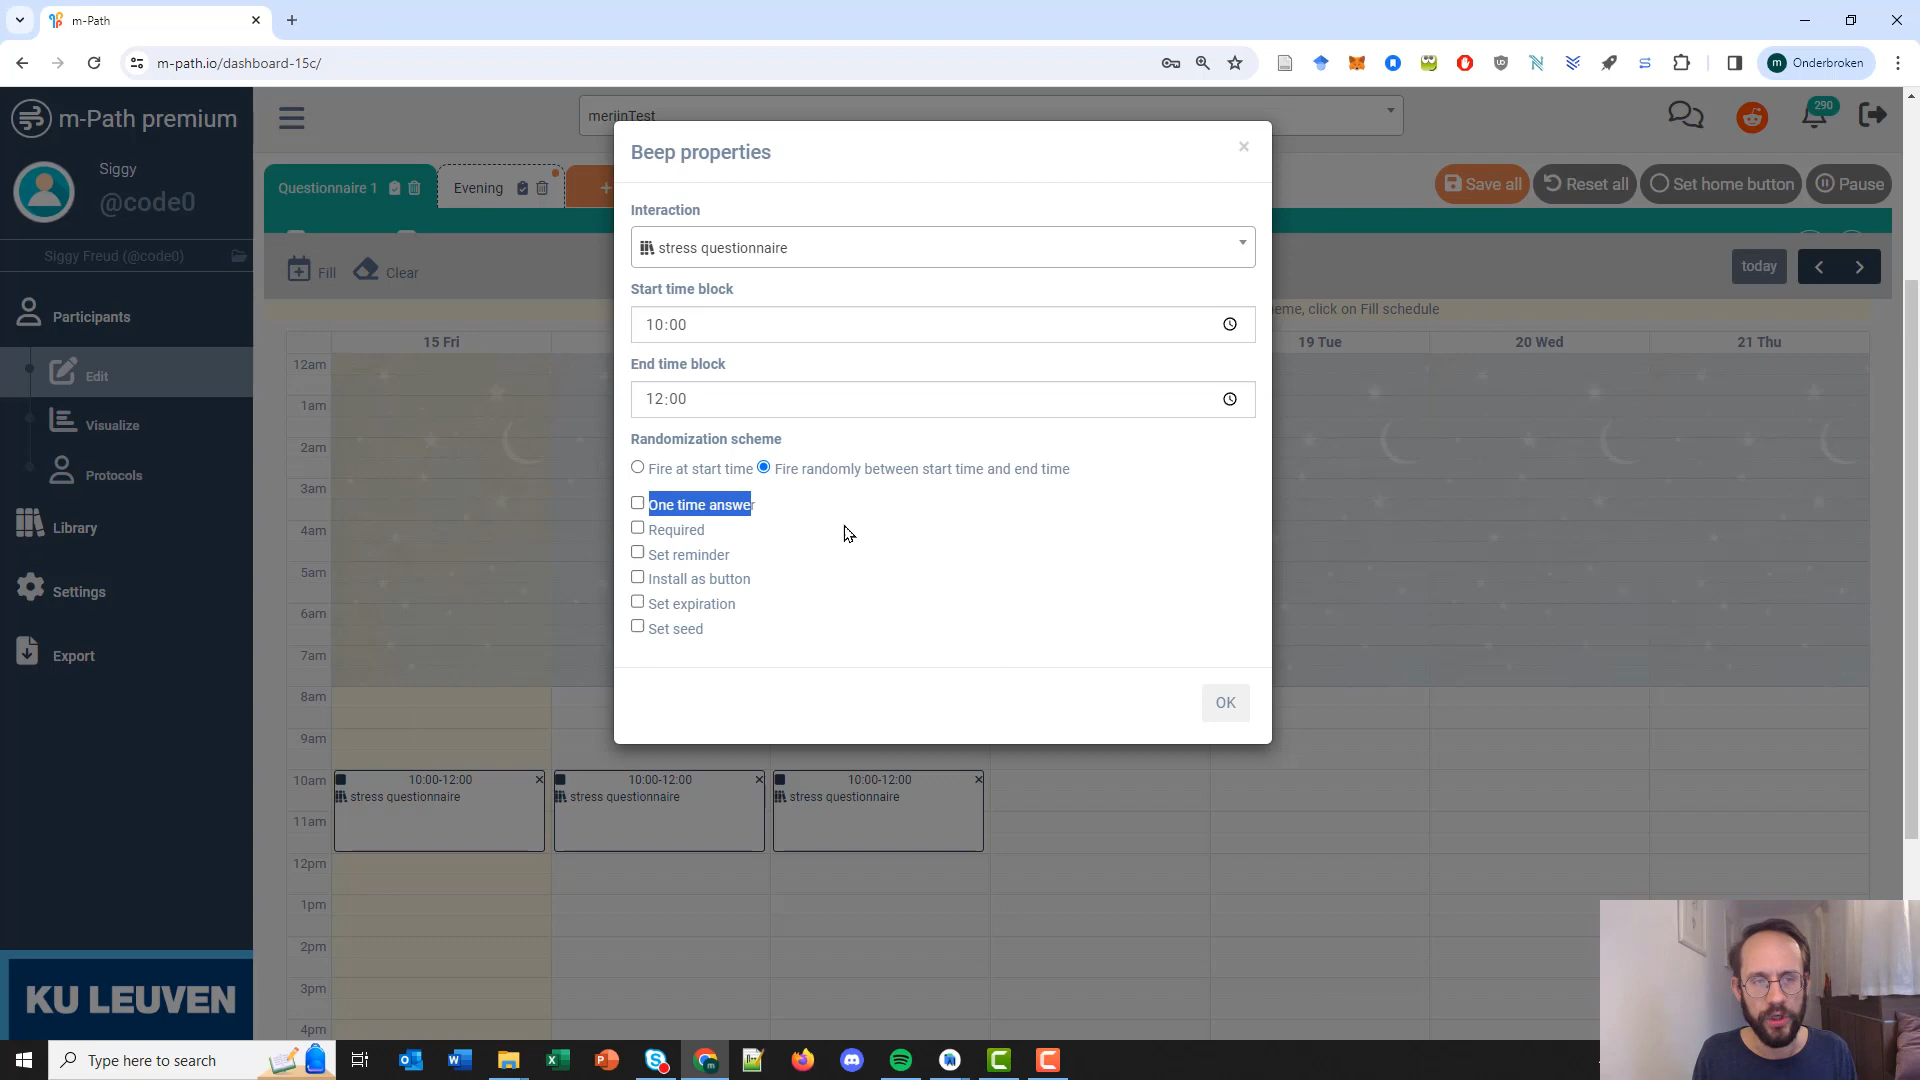 m-Path
m-path.io/dashboard-15c/
m
Onderbroken
m-Path premium
merijnTest
290
Siggy
@code0
Siggy Freud (@code0)
Participants
Edit
Visualize
Protocols
Library
Settings
Export
KU LEUVEN
Questionnaire 1
Evening
+
Save all
Reset all
Set home button
Pause
Fill
Clear
today
eme, click on Fill schedule
15 Fri
19 Tue
20 Wed
21 Thu
12am
1am
2am
3am
4am
5am
6am
7am
8am
9am
10am
11am
12pm
1pm
2pm
3pm
4pm
10:00-12:00
stress questionnaire
10:00-12:00
stress questionnaire
10:00-12:00
stress questionnaire
Beep properties
Interaction
stress questionnaire
Start time block
10:00
End time block
12:00
Randomization scheme
Fire at start time
Fire randomly between start time and end time
One time answer
Required
Set reminder
Install as button
Set expiration
Set seed
OK
Type here to search